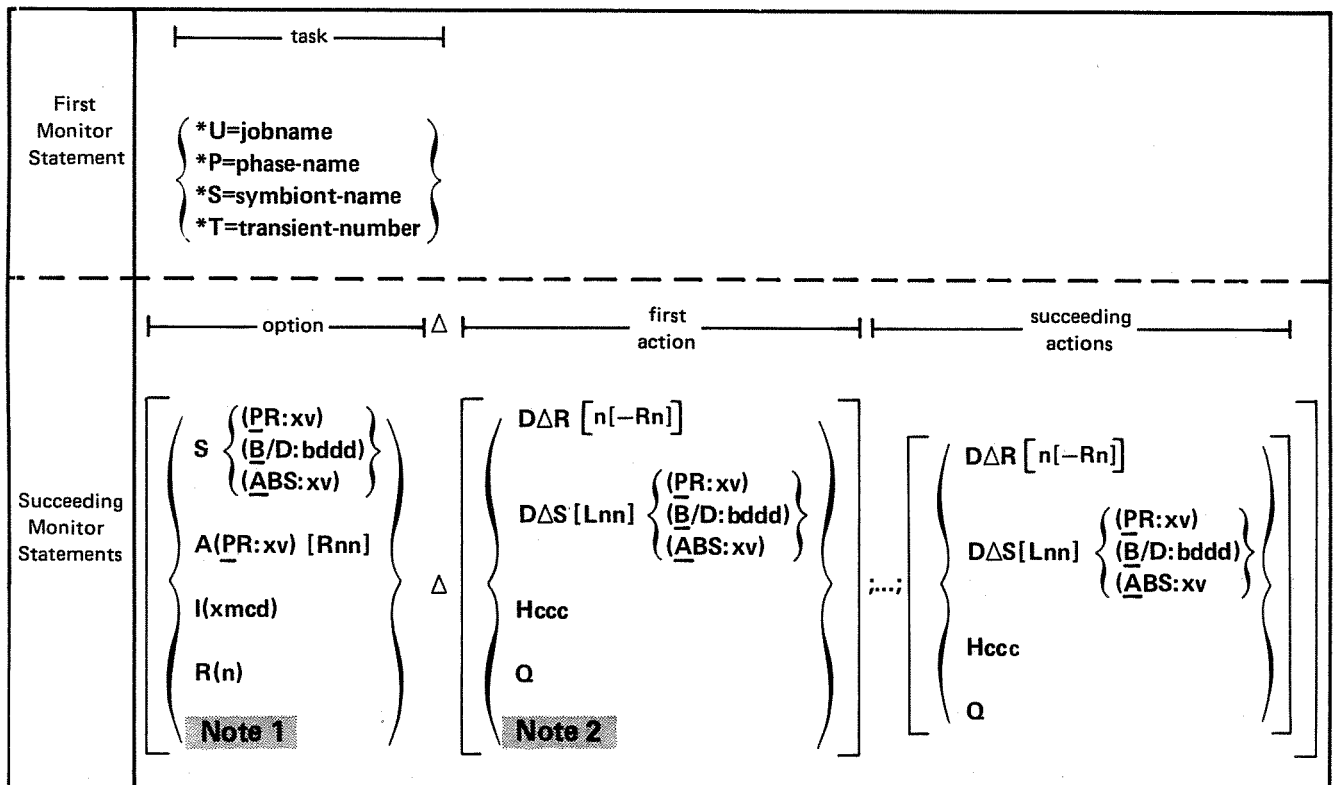 task
First
Monitor
Statement
*U=jobname
*P=phase-name
*S=symbiont-name
*T=transient-number
option Δ first action succeeding actions
Succeeding
Monitor
Statements
S {(PR:xv)
(B/D:bddd)
(ABS:xv)}
A(PR:xv) [Rnn]
I(xmcd)
R(n)
Note 1
Δ
DΔR [n[−Rn]]
DΔS [Lnn] {(PR:xv)
(B/D:bddd)
(ABS:xv)}
Hccc
Q
Note 2
;...;
DΔR [n[−Rn]]
DΔS[Lnn] {(PR:xv)
(B/D:bddd)
(ABS:xv}
Hccc
Q